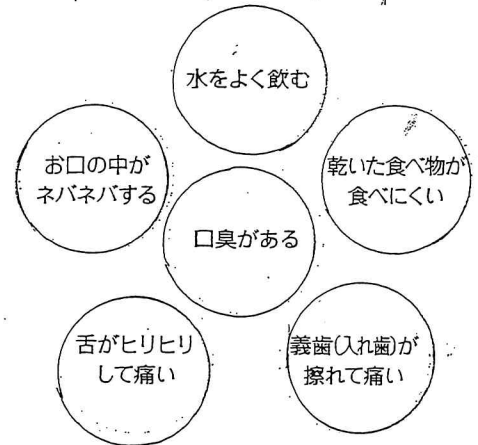 水をよく飲む
お口の中が
ネバネバする
乾いた食べ物が
食べにくい
口臭がある
舌がヒリヒリ
して痛い
義歯(入れ歯)が
擦れて痛い